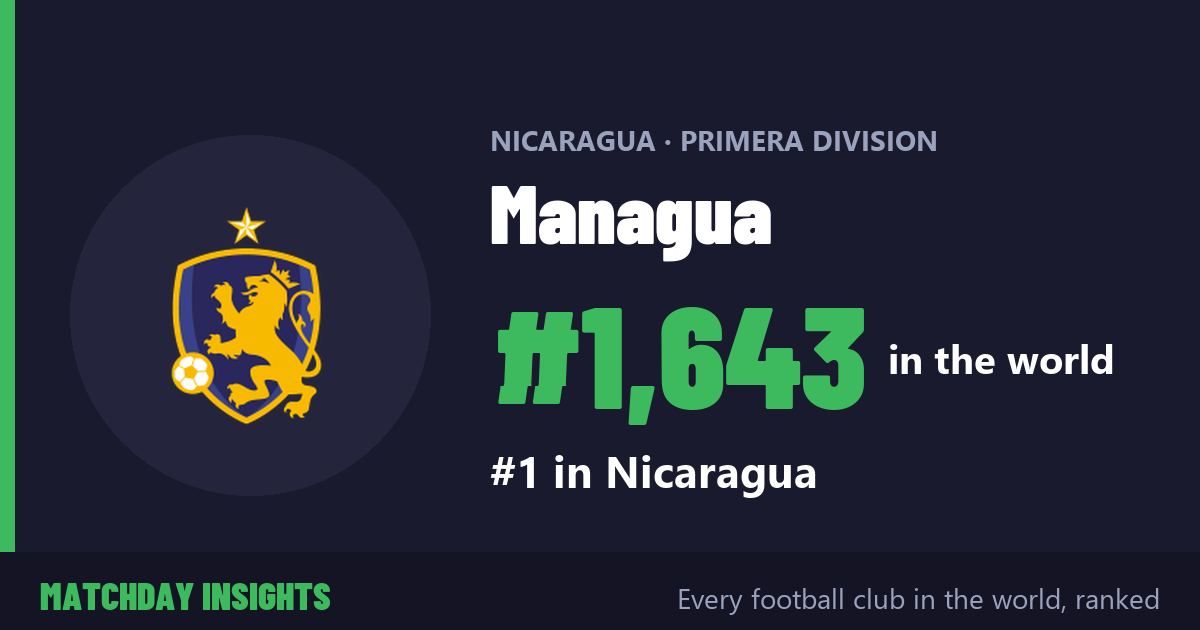 NICARAGUA · PRIMERA DIVISION
Managua
#1,643 in the world
#1 in Nicaragua
MATCHDAY INSIGHTS
Every football club in the world, ranked